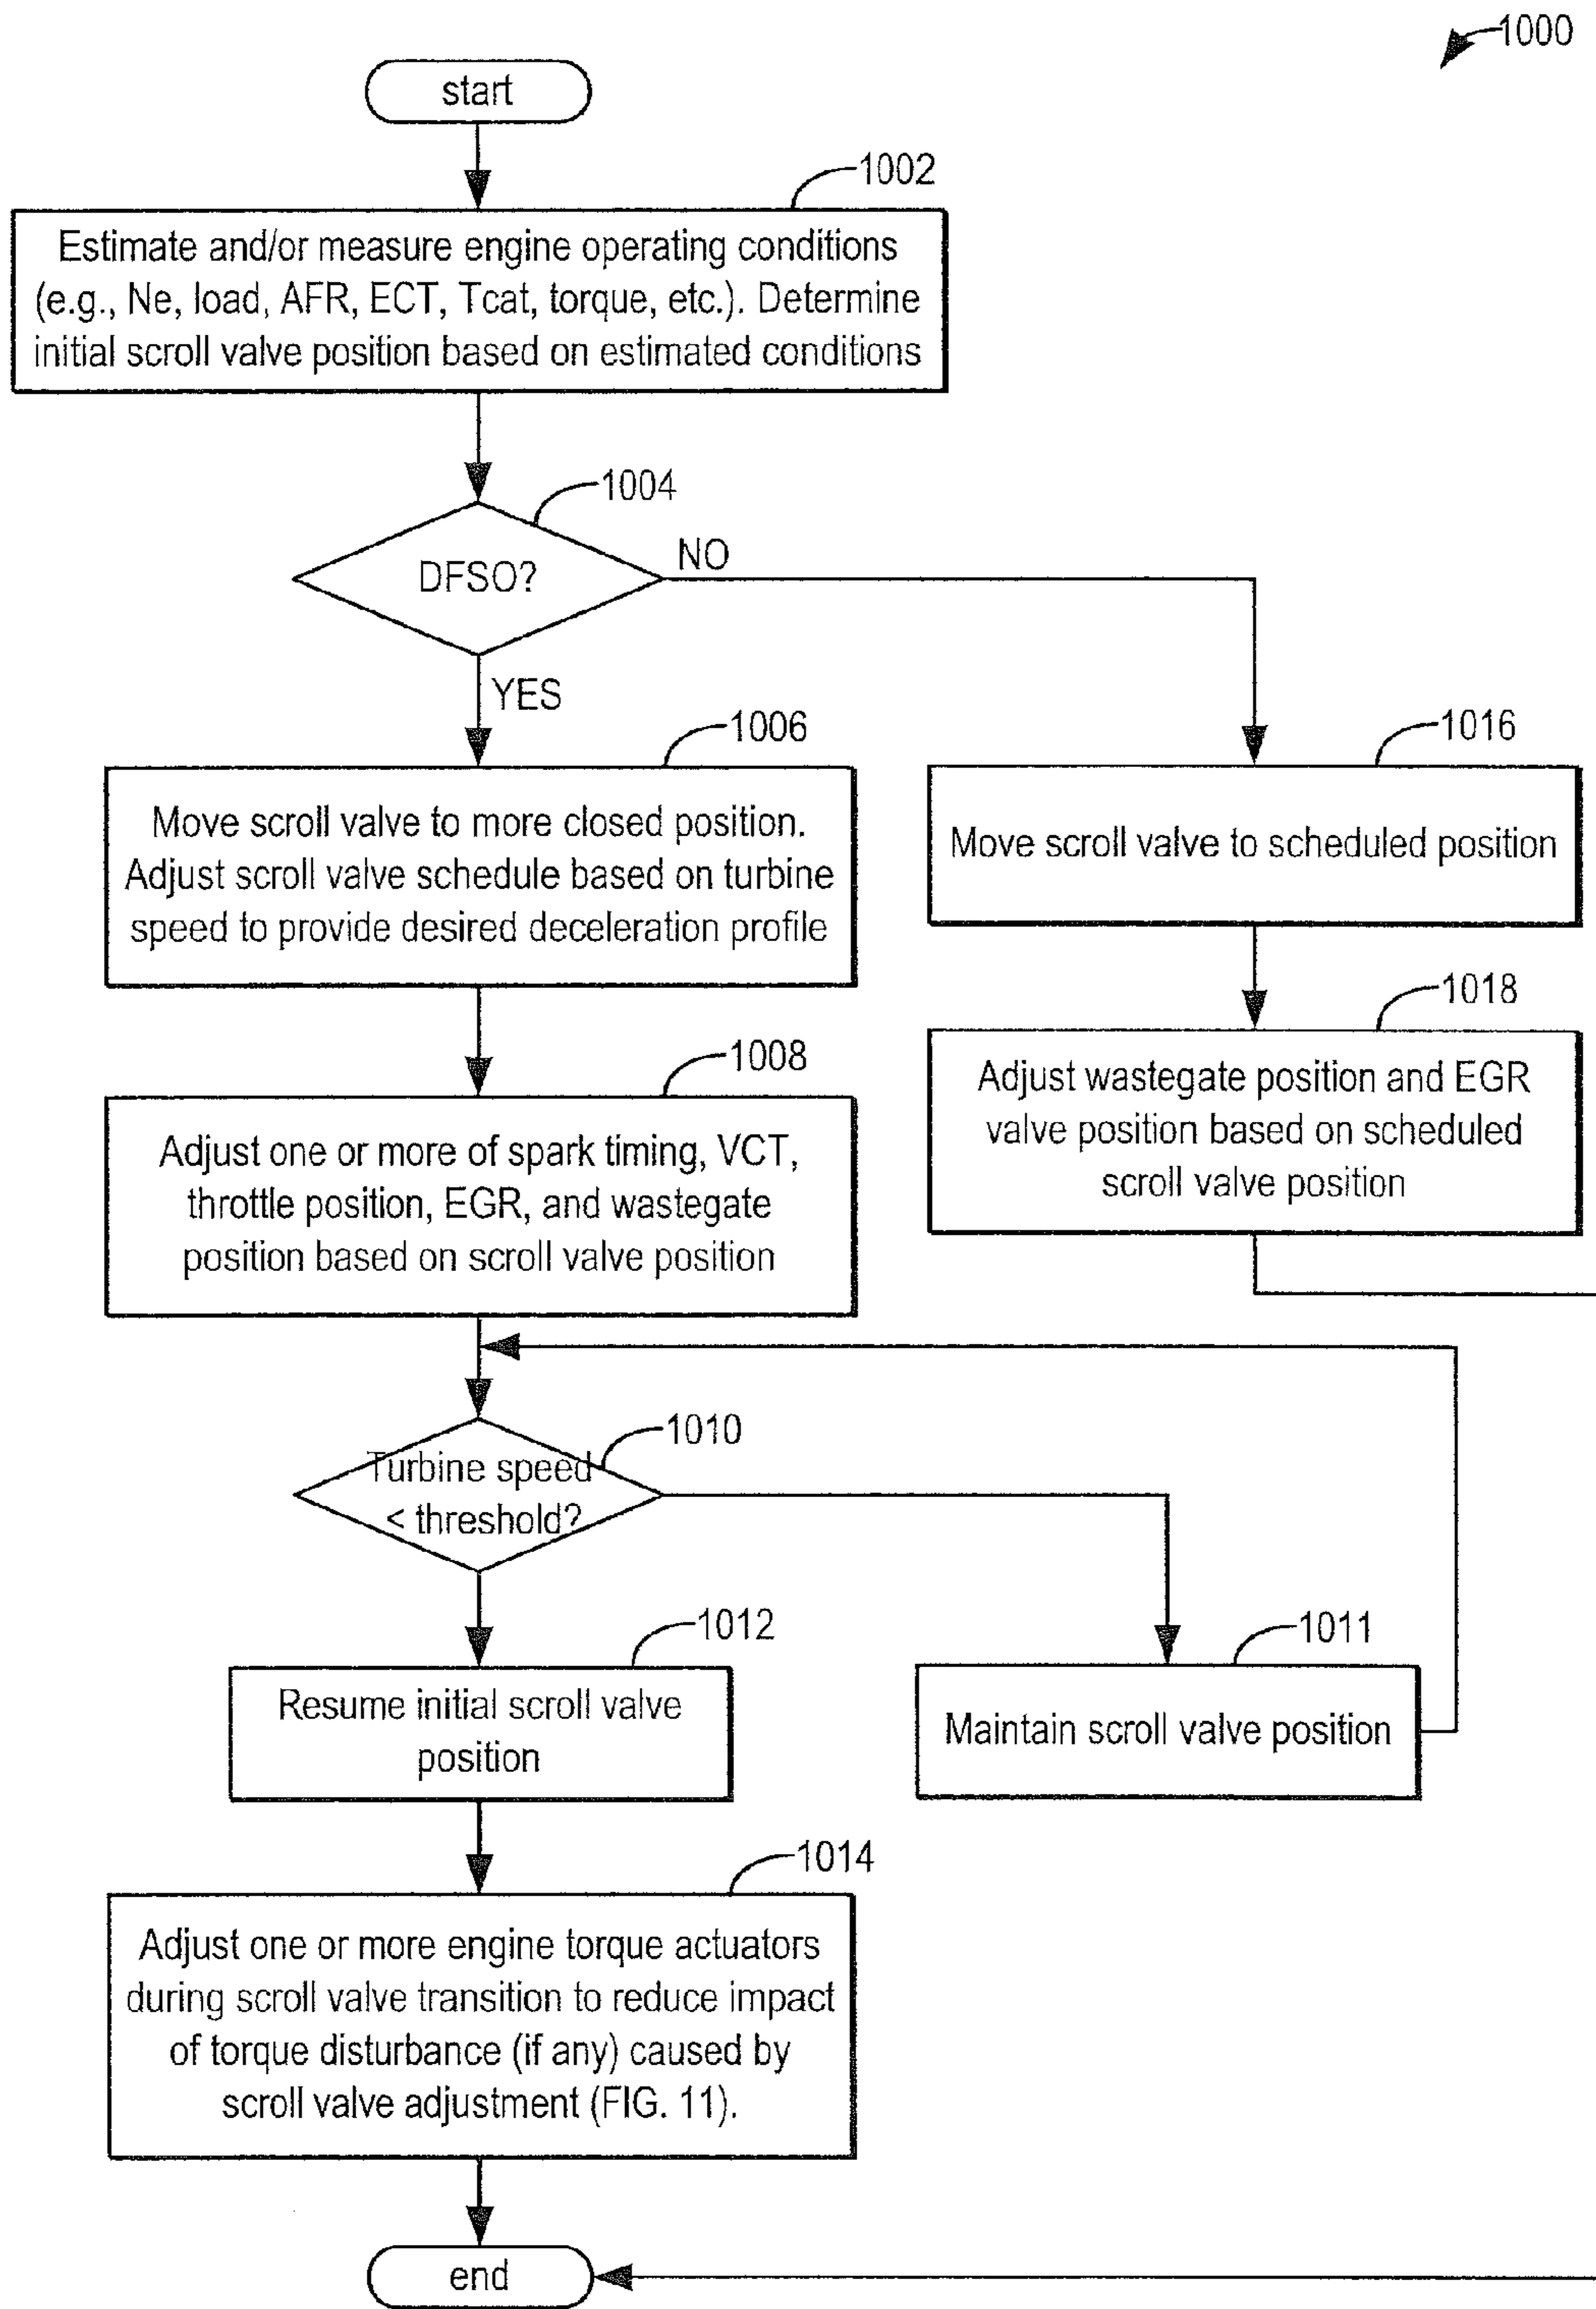 1000
start
1002
Estimate and/or measure engine operating conditions
(e.g., Ne, load, AFR, ECT, Tcat, torque, etc.). Determine
initial scroll valve position based on estimated conditions
1004
DFSO?
NO
YES
1006
Move scroll valve to more closed position.
Adjust scroll valve schedule based on turbine
speed to provide desired deceleration profile
1016
Move scroll valve to scheduled position
1008
Adjust one or more of spark timing, VCT,
throttle position, EGR, and wastegate
position based on scroll valve position
1018
Adjust wastegate position and EGR
valve position based on scheduled
scroll valve position
1010
Turbine speed
< threshold?
1012
Resume initial scroll valve
position
1011
Maintain scroll valve position
1014
Adjust one or more engine torque actuators
during scroll valve transition to reduce impact
of torque disturbance (if any) caused by
scroll valve adjustment (FIG. 11).
end